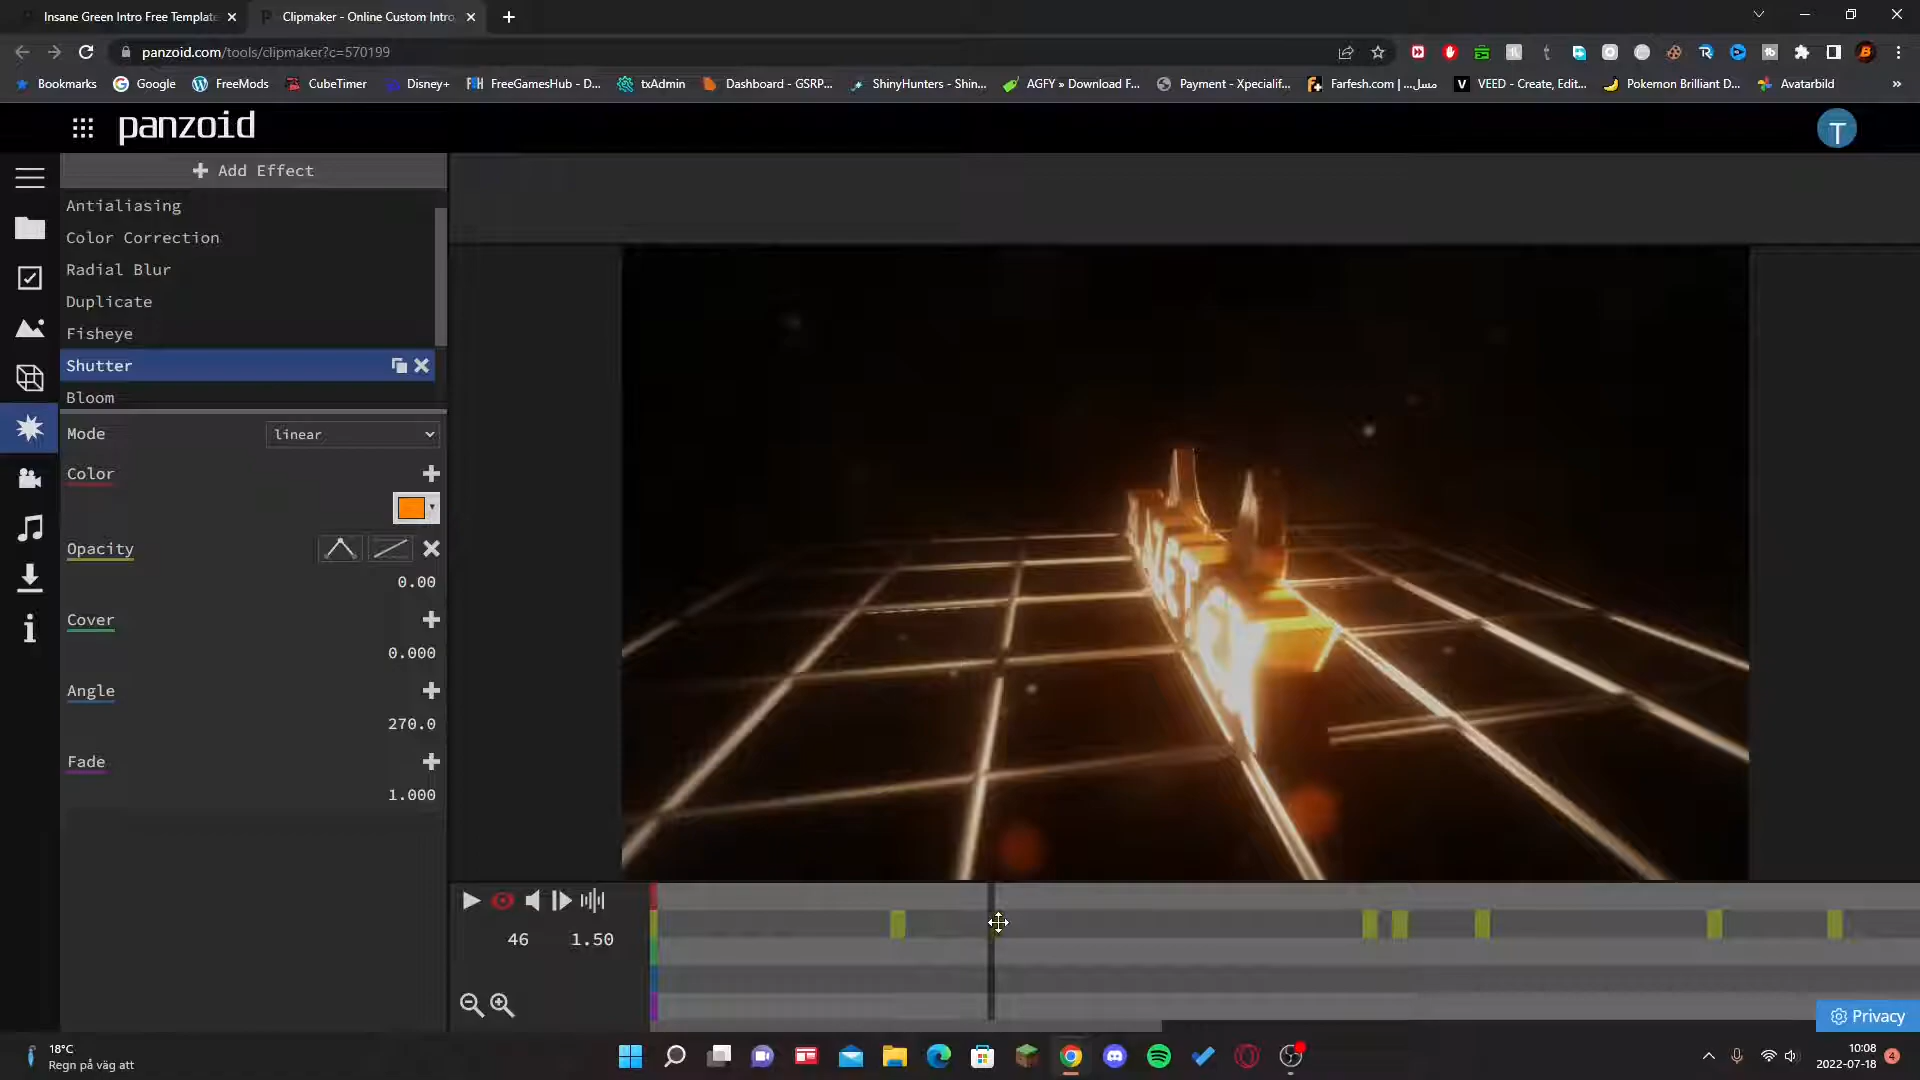 Insane Green Intro Free Templat
Clipmaker - Online Custom Intro
panzoid.com/tools/clipmaker?c=570199
Bookmarks
Google
FreeMods
CubeTimer
Disney+
FreeGamesHub - D...
txAdmin
Dashboard - GSRP...
ShinyHunters - Shin...
AGFY » Download F...
Payment - Xpecialif...
Farfesh.com | ...مسل
VEED - Create, Edit...
Pokemon Brilliant D...
Avatarbild
»
panzoid
T
Add Effect
Antialiasing
Color Correction
Radial Blur
Duplicate
Fisheye
Shutter
Bloom
Mode
linear
Color
Opacity
0.00
Cover
0.000
Angle
270.0
Fade
1.000
46
1.50
Privacy
18°C
Regn på väg att
10:08
2022-07-18
4